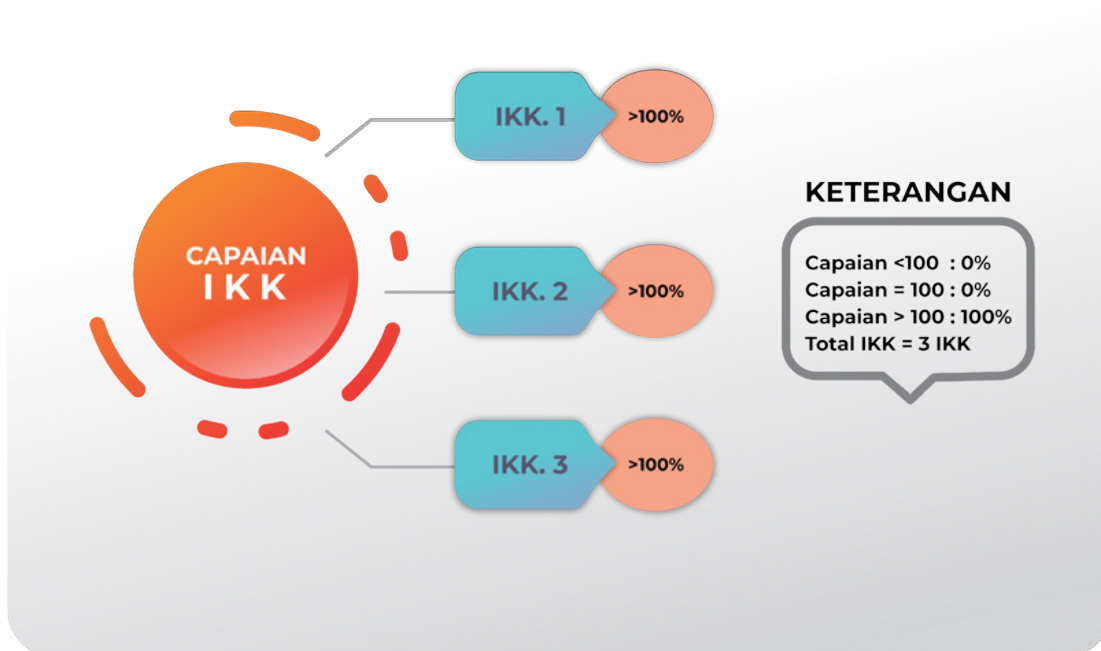 CAPAIAN
IKK
IKK. 1
>100%
IKK. 2
>100%
IKK. 3
>100%
KETERANGAN
Capaian <100 : 0%
Capaian = 100 : 0%
Capaian > 100 : 100%
Total IKK = 3 IKK